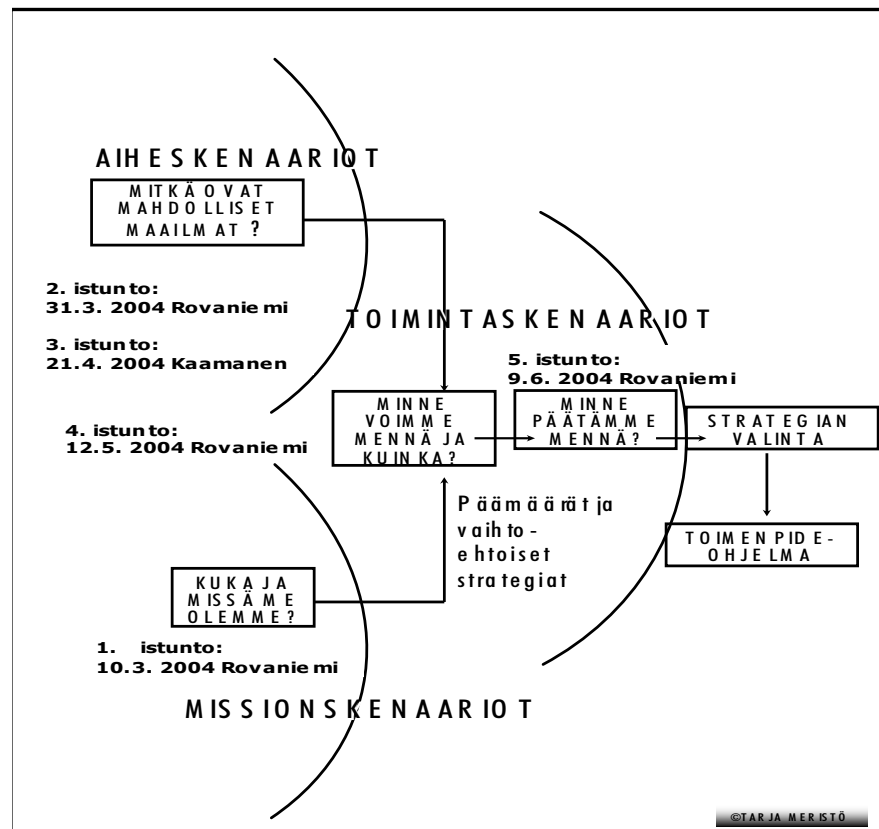 AIHESKENAARIOT
MITKÄ OVAT
MAHDOLLISET
MAAILMAT ?
2. istunto:
31.3. 2004 Rovaniemi
3. istunto:
21.4. 2004 Kaamanen
4. istunto:
12.5. 2004 Rovaniemi
TOIMINTASKENAARIOT
5. istunto:
9.6. 2004 Rovaniemi
MINNE
VOIMME
MENNÄ JA
KUINKA?
MINNE
PÄÄTÄMME
MENNÄ?
STRATEGIAN
VALINTA
TOIMENPIDE-
OHJELMA
Päämäärät ja
vaihto-
ehtoiset
strategiat
KUKA JA
MISSÄ ME
OLEMME?
1. istunto:
10.3. 2004 Rovaniemi
MISSIONSKENAARIOT
©TARJA MERISTÖ